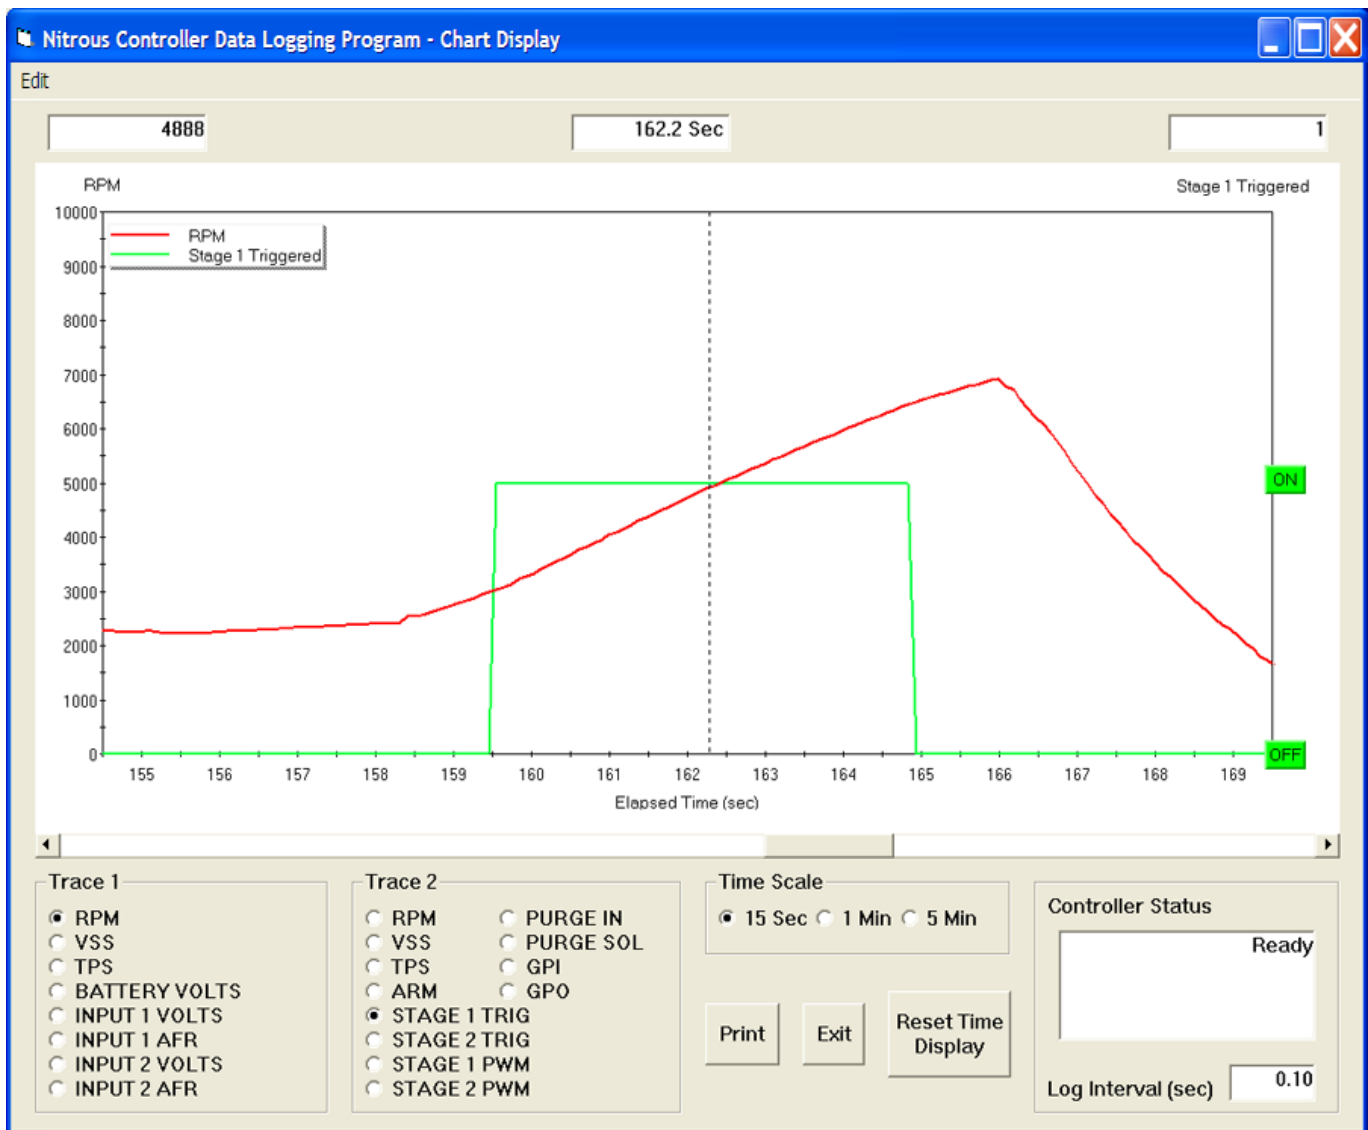 Nitrous Controller Data Logging Program - Chart Display
Edit
4888
162.2 Sec
1
RPM
Stage 1 Triggered
RPM
Stage 1 Triggered
10000
9000
8000
7000
6000
5000
4000
3000
2000
1000
0
ON
OFF
155 156 157 158 159 160 161 162 163 164 165 166 167 168 169
Elapsed Time (sec)
Trace 1
RPM
VSS
TPS
BATTERY VOLTS
INPUT 1 VOLTS
INPUT 1 AFR
INPUT 2 VOLTS
INPUT 2 AFR
Trace 2
RPM
VSS
TPS
ARM
STAGE 1 TRIG
STAGE 2 TRIG
STAGE 1 PWM
STAGE 2 PWM
PURGE IN
PURGE SOL
GPI
GPO
Time Scale
15 Sec 1 Min 5 Min
Print
Exit
Reset Time
Display
Controller Status
Ready
Log Interval (sec) 0.10